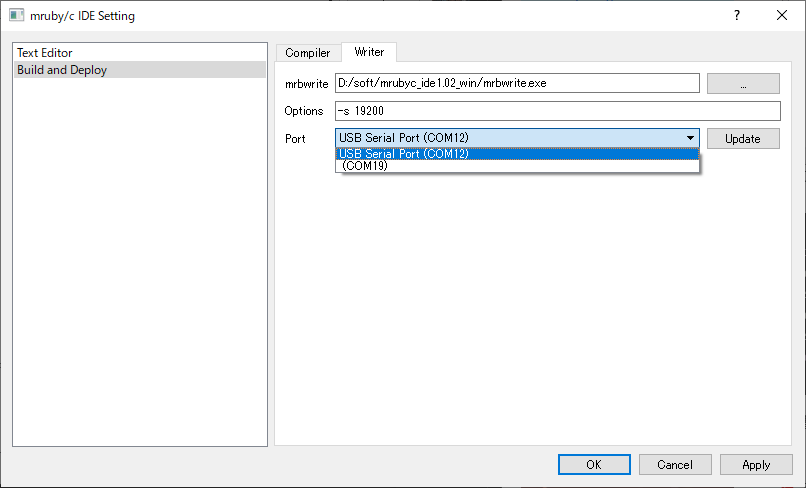 mruby/c IDE Setting
Text Editor
Build and Deploy
Compiler
Writer
mrbwrite
D:/soft/mrubyc_ide1.02_win/mrbwrite.exe
...
Options
-s 19200
Port
USB Serial Port (COM12)
Update
USB Serial Port (COM12)
(COM19)
OK
Cancel
Apply